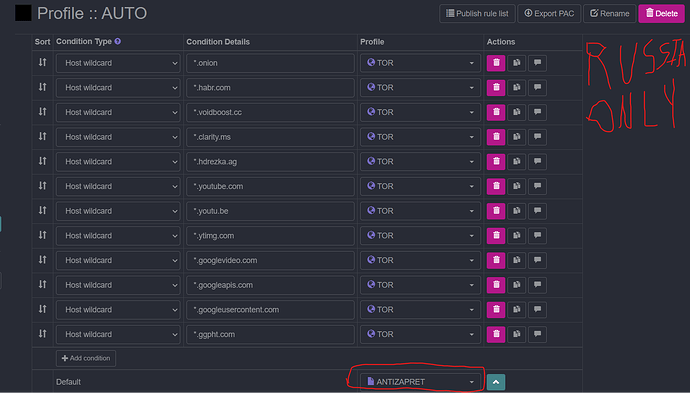 Profile :: AUTO
Publish rule list
Export PAC
Rename
Delete
Sort Condition Type Condition Details Profile Actions
Host wildcard *.onion TOR
Host wildcard *.habr.com TOR
Host wildcard *.voidboost.cc TOR
Host wildcard *.clarity.ms TOR
Host wildcard *.hdrezka.ag TOR
Host wildcard *.youtube.com TOR
Host wildcard *.youtu.be TOR
Host wildcard *.ytimg.com TOR
Host wildcard *.googlevideo.com TOR
Host wildcard *.googleapis.com TOR
Host wildcard *.googleusercontent.com TOR
Host wildcard *.ggpht.com TOR
Add condition
Default ANTIZAPRET
RUSSIA
ONLY